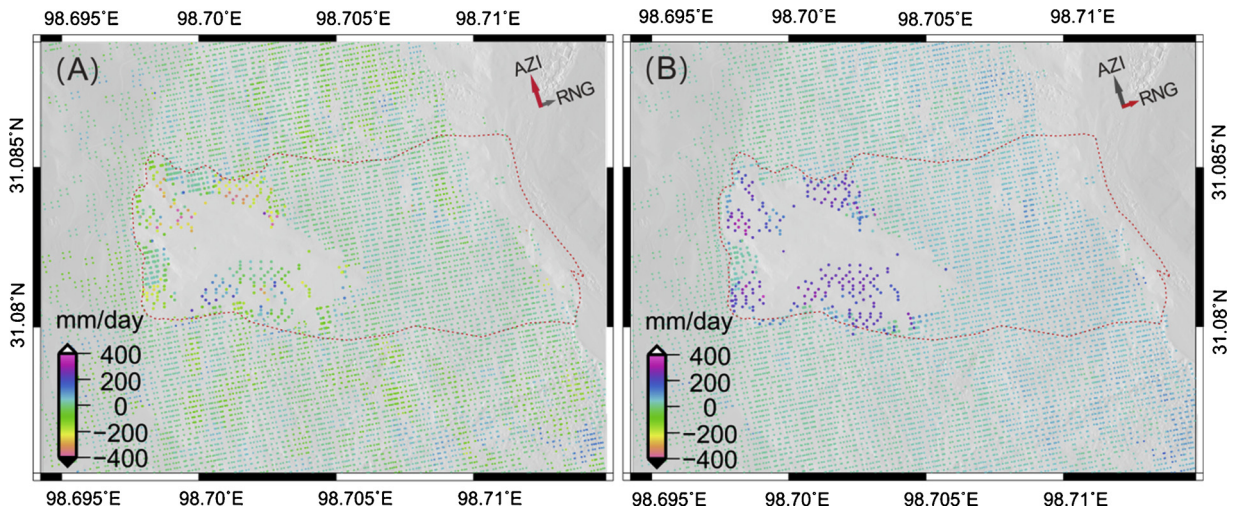 98.695°E 98.70°E 98.705°E 98.71°E 98.695°E 98.70°E 98.705°E 98.71°E
(A) AZI RNG (B) AZI RNG
31.085°N 31.085°N
31.08°N 31.08°N
mm/day mm/day
400 400
200 200
0 0
−200 −200
−400 −400
98.695°E 98.70°E 98.705°E 98.71°E 98.695°E 98.70°E 98.705°E 98.71°E